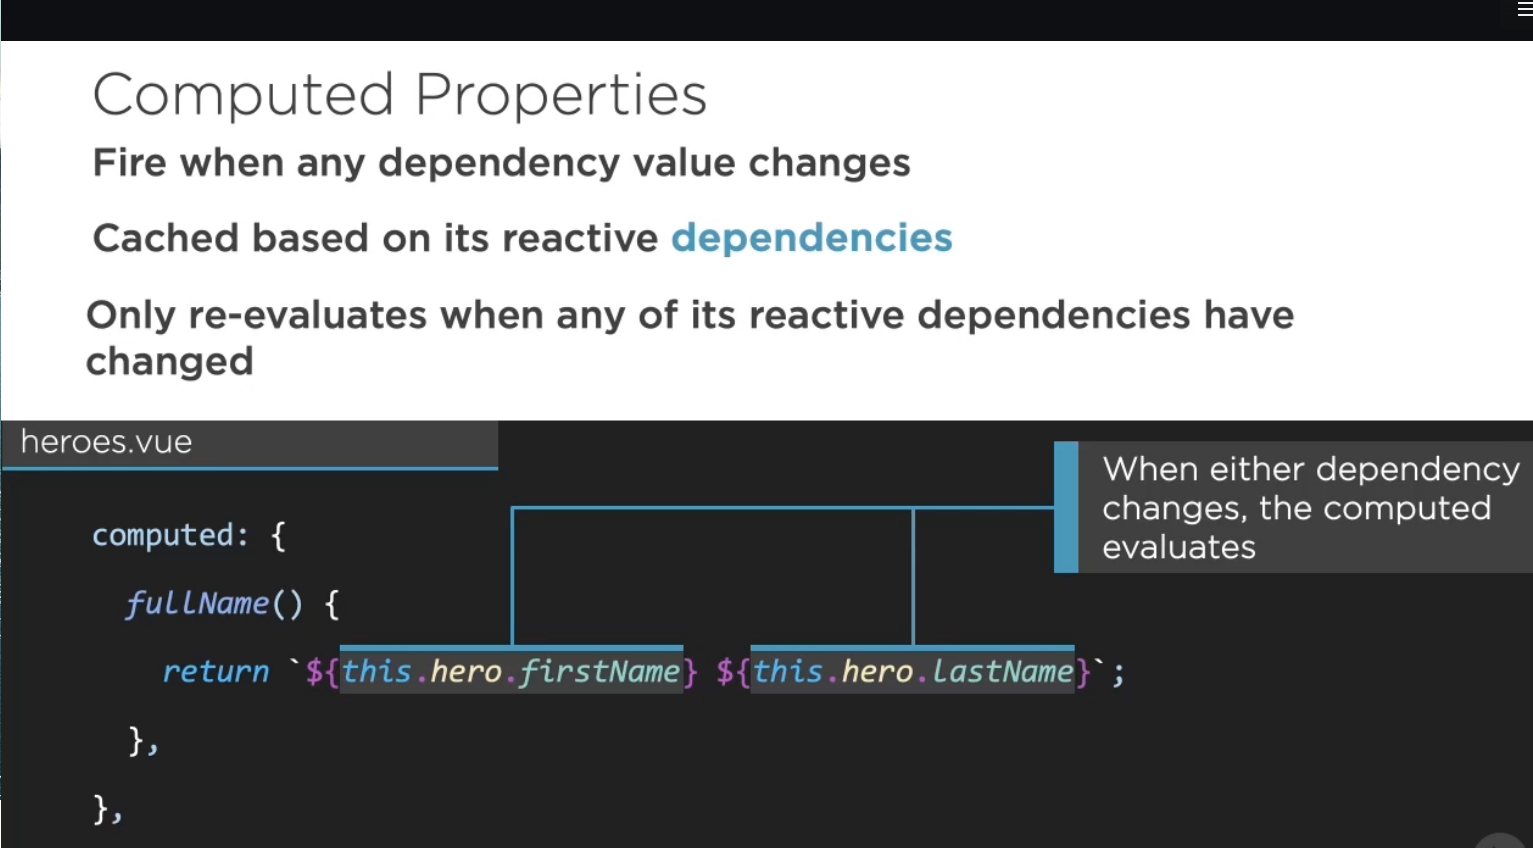 Computed Properties
Fire when any dependency value changes
Cached based on its reactive dependencies
Only re-evaluates when any of its reactive dependencies have
changed
heroes.vue
When either dependency
changes, the computed
evaluates
computed: {
fullName() {
return `${this.hero.firstName} ${this.hero.lastName}`;
},
},